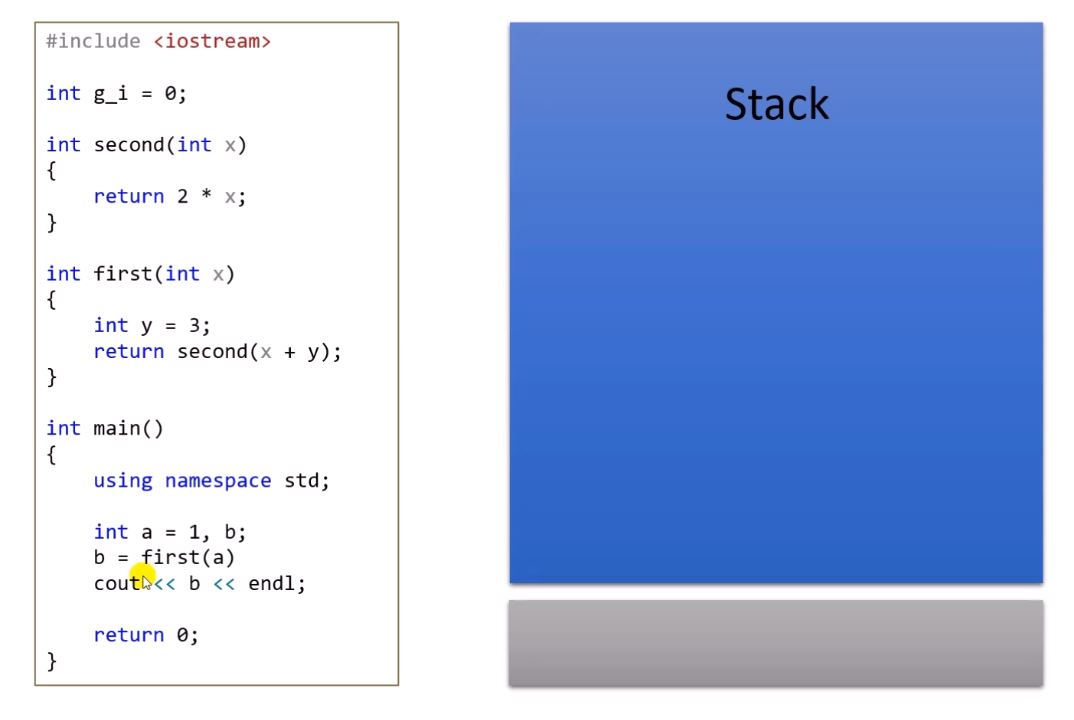 #include <iostream>
int g_i = 0;
int second(int x)
{
    return 2 * x;
}
int first(int x)
{
    int y = 3;
    return second(x + y);
}
int main()
{
    using namespace std;
    int a = 1, b;
    b = first(a)
    cout << b << endl;
    return 0;
}
Stack